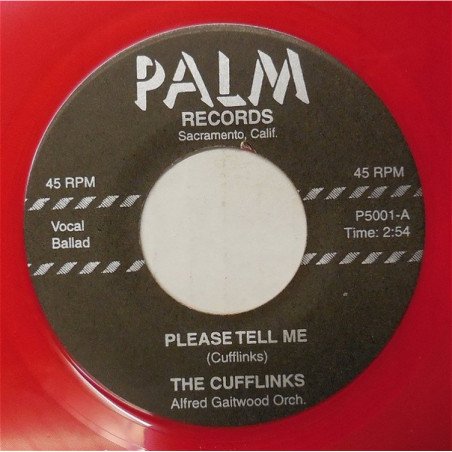 PALM
RECORDS
Sacramento, Calif.
45 RPM
45 RPM
Vocal
Ballad
P5001-A
Time: 2:54
PLEASE TELL ME
(Cufflinks)
THE CUFFLINKS
Alfred Gaitwood Orch.